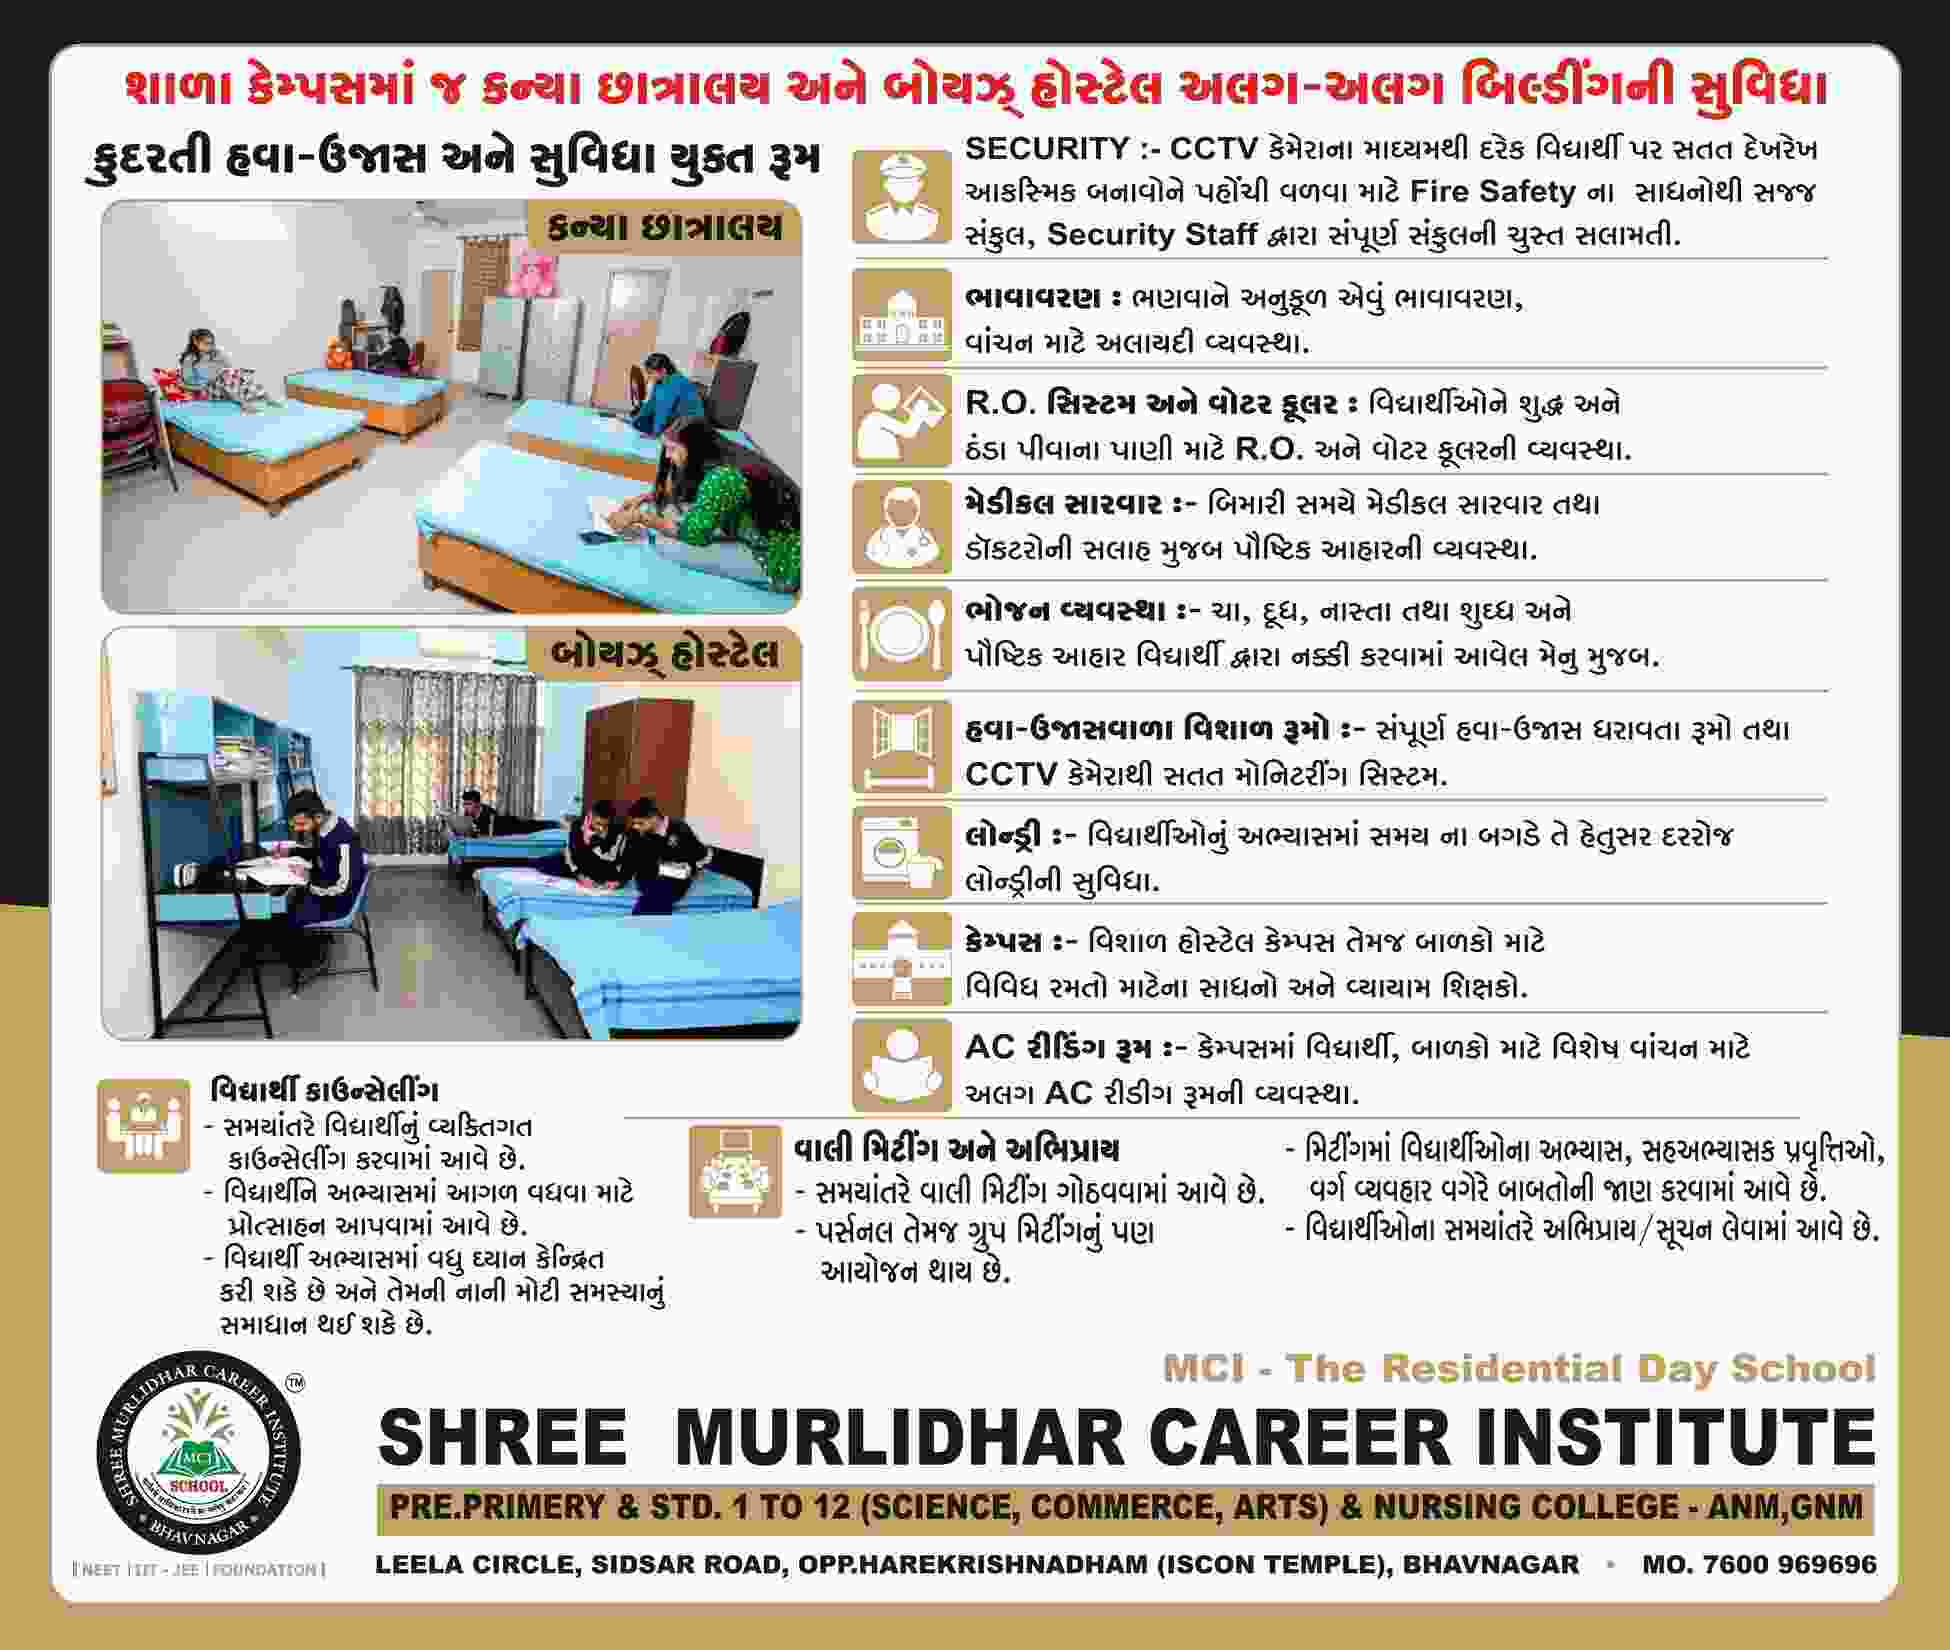 શાળા કેમ્પસમાં જ કન્યા છાત્રાલય અને બોયઝ્ હોસ્ટેલ અલગ-અલગ બિલ્ડીંગની સુવિધા
કુદરતી હવા-ઉજાસ અને સુવિધા યુક્ત રૂમ
કન્યા છાત્રાલય
બોયઝ્ હોસ્ટેલ
SECURITY :- CCTV કેમેરાના માધ્યમથી દરેક વિદ્યાર્થી પર સતત દેખરેખ
આકસ્મિક બનાવોને પહોંચી વળવા માટે Fire Safety ના સાધનોથી સજ્જ
સંકુલ, Security Staff દ્વારા સંપૂર્ણ સંકુલની ચુસ્ત સલામતી.
ભાવાવરણ : ભણવાને અનુકૂળ એવું ભાવાવરણ,
વાંચન માટે અલાયદી વ્યવસ્થા.
R.O. સિસ્ટમ અને વોટર કૂલર : વિદ્યાર્થીઓને શુદ્ધ અને
ઠંડા પીવાના પાણી માટે R.O. અને વોટર કૂલરની વ્યવસ્થા.
મેડીકલ સારવાર :- બિમારી સમયે મેડીકલ સારવાર તથા
ડૉકટરોની સલાહ મુજબ પૌષ્ટિક આહારની વ્યવસ્થા.
ભોજન વ્યવસ્થા :- ચા, દૂધ, નાસ્તા તથા શુધ્ધ અને
પૌષ્ટિક આહાર વિદ્યાર્થી દ્વારા નક્કી કરવામાં આવેલ મેનુ મુજબ.
હવા-ઉજાસવાળા વિશાળ રૂમો :- સંપૂર્ણ હવા-ઉજાસ ધરાવતા રૂમો તથા
CCTV કેમેરાથી સતત મોનિટરીંગ સિસ્ટમ.
લોન્ડ્રી :- વિદ્યાર્થીઓનું અભ્યાસમાં સમય ના બગડે તે હેતુસર દરરોજ
લોન્ડ્રીની સુવિધા.
કેમ્પસ :- વિશાળ હોસ્ટેલ કેમ્પસ તેમજ બાળકો માટે
વિવિધ રમતો માટેના સાધનો અને વ્યાયામ શિક્ષકો.
AC રીડિંગ રૂમ :- કેમ્પસમાં વિદ્યાર્થી, બાળકો માટે વિશેષ વાંચન માટે
અલગ AC રીડીગ રૂમની વ્યવસ્થા.
વિદ્યાર્થી કાઉન્સેલીંગ
- સમયાંતરે વિદ્યાર્થીનું વ્યક્તિગત
કાઉન્સેલીંગ કરવામાં આવે છે.
- વિદ્યાર્થીને અભ્યાસમાં આગળ વધવા માટે
પ્રોત્સાહન આપવામાં આવે છે.
- વિદ્યાર્થી અભ્યાસમાં વધુ ધ્યાન કેન્દ્રિત
કરી શકે છે અને તેમની નાની મોટી સમસ્યાનું
સમાધાન થઈ શકે છે.
વાલી મિટીંગ અને અભિપ્રાય
- સમયાંતરે વાલી મિટીંગ ગોઠવવામાં આવે છે.
- પર્સનલ તેમજ ગ્રુપ મિટીંગનું પણ
આયોજન થાય છે.
- મિટીંગમાં વિદ્યાર્થીઓના અભ્યાસ, સહઅભ્યાસક પ્રવૃત્તિઓ,
વર્ગ વ્યવહાર વગેરે બાબતોની જાણ કરવામાં આવે છે.
- વિદ્યાર્થીઓના સમયાંતરે અભિપ્રાય/સૂચન લેવામાં આવે છે.
SHREE MURLIDHAR CAREER INSTITUTE
TM
MCI
SCHOOL
* BHAVNAGAR *
| NEET | IIT - JEE | FOUNDATION |
MCI - The Residential Day School
SHREE MURLIDHAR CAREER INSTITUTE
PRE.PRIMERY & STD. 1 TO 12 (SCIENCE, COMMERCE, ARTS) & NURSING COLLEGE - ANM,GNM
LEELA CIRCLE, SIDSAR ROAD, OPP.HAREKRISHNADHAM (ISCON TEMPLE), BHAVNAGAR • MO. 7600 969696